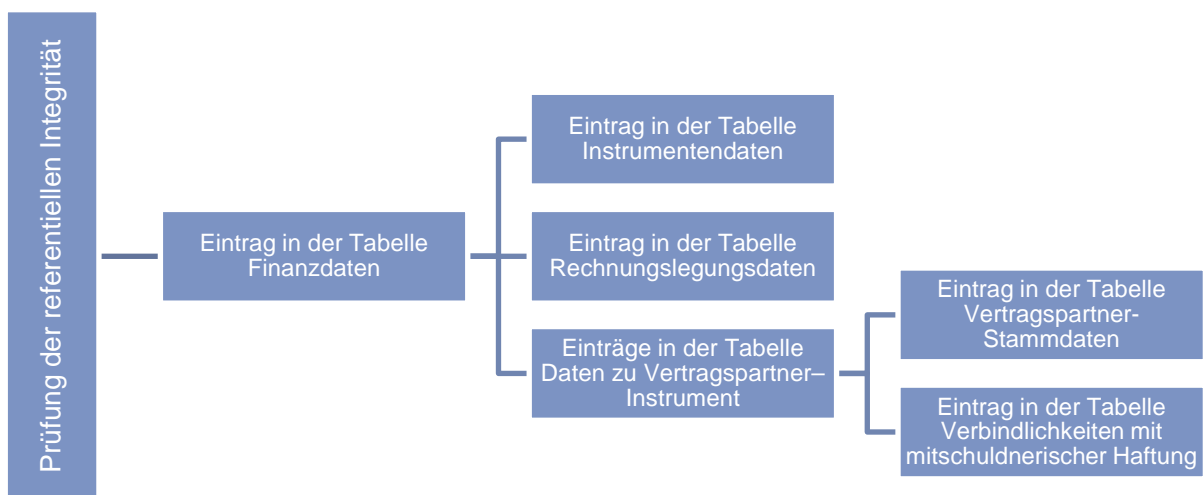 Prüfung der referentiellen Integrität
Eintrag in der Tabelle
Finanzdaten
Eintrag in der Tabelle
Instrumentendaten
Eintrag in der Tabelle
Rechnungslegungsdaten
Einträge in der Tabelle
Daten zu Vertragspartner–
Instrument
Eintrag in der Tabelle
Vertragspartner-
Stammdaten
Eintrag in der Tabelle
Verbindlichkeiten mit
mitschuldnerischer Haftung